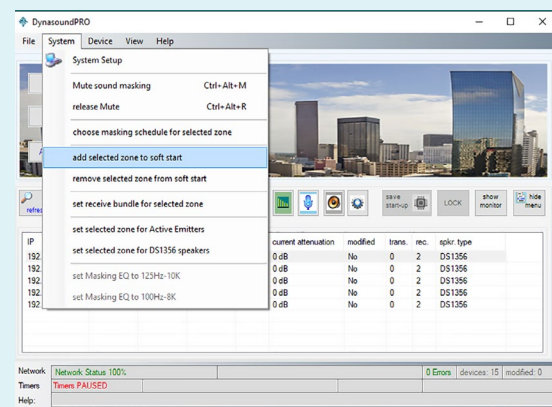 DynasoundPRO
File System Device View Help
System Setup
Mute sound masking Ctrl+Alt+M
release Mute Ctrl+Alt+R
choose masking schedule for selected zone
add selected zone to soft start
remove selected zone from soft start
set receive bundle for selected zone
set selected zone for Active Emitters
set selected zone for DS1356 speakers
set Masking EQ to 125Hz-10K
set Masking EQ to 100Hz-8K
save start-up
LOCK
show monitor
hide menu
IP current attenuation modified trans. rec. spkr. type
192. 0 dB No 0 2 DS1356
192. 0 dB No 0 2 DS1356
192. 0 dB No 0 2 DS1356
192. 0 dB No 0 2 DS1356
192. 0 dB No 0 2 DS1356
Network Network Status 100% 0 Errors devices: 15 modified: 0
Timers Timers PAUSED
Help: